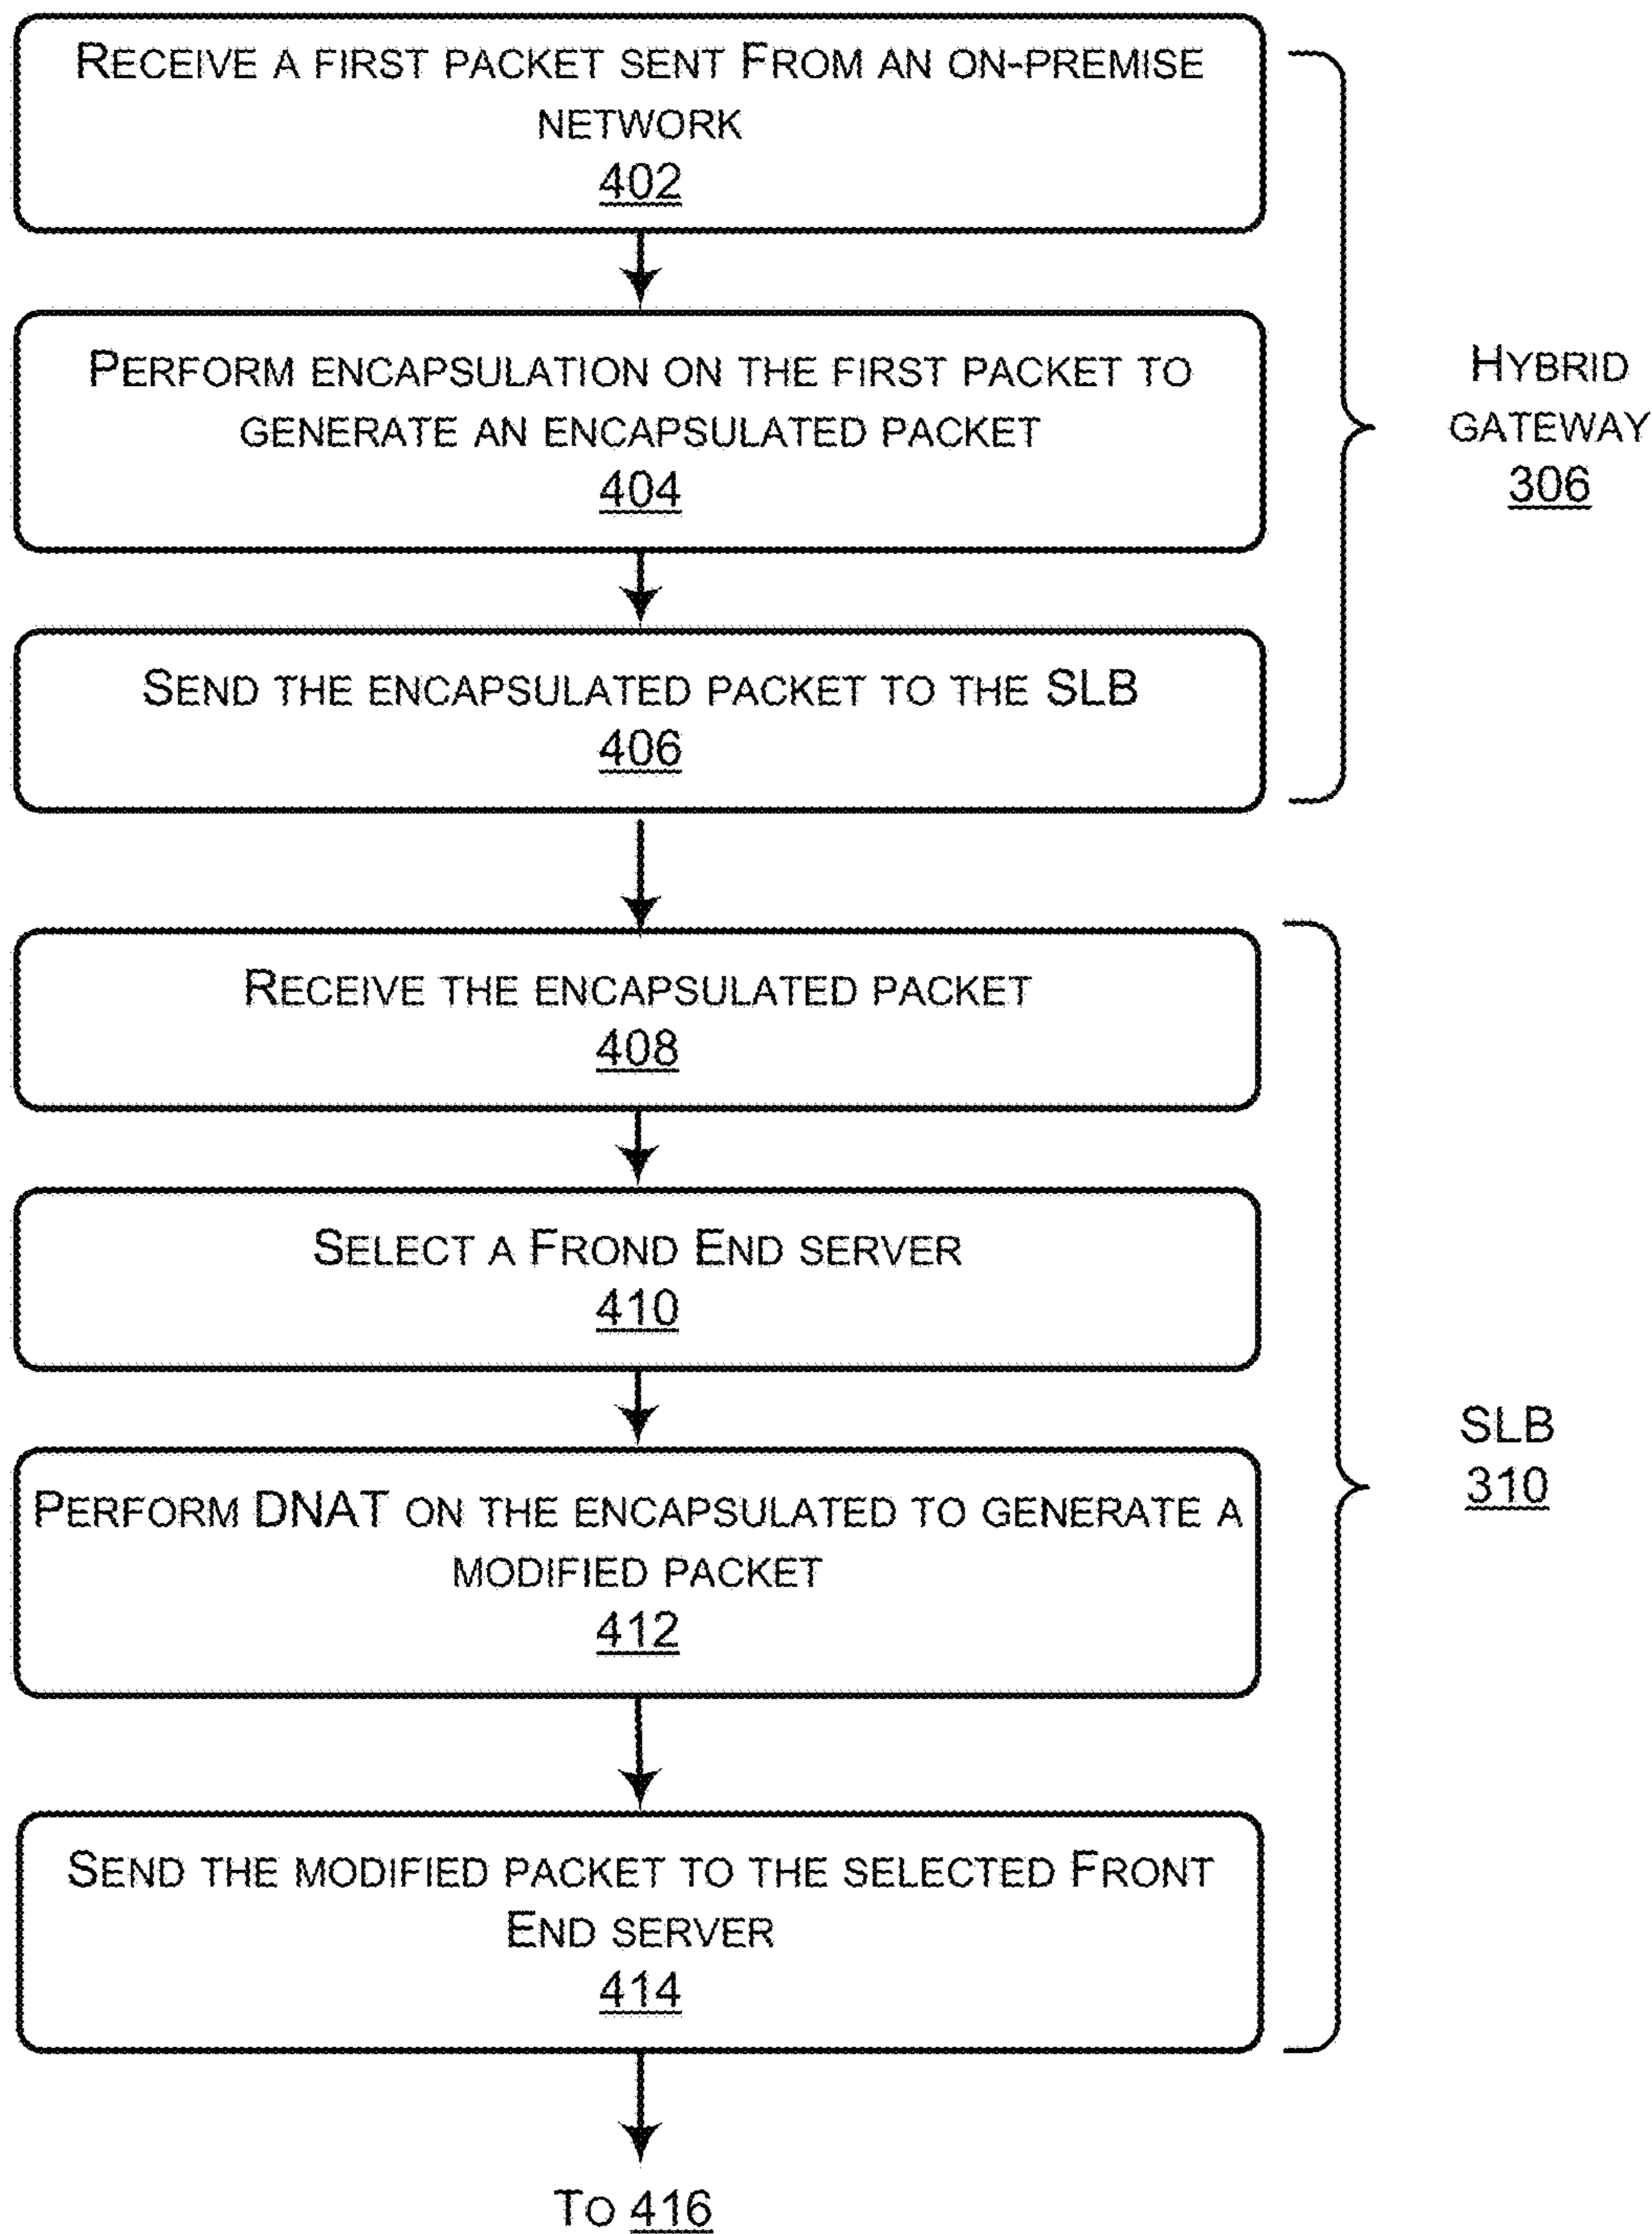 RECEIVE A FIRST PACKET SENT FROM AN ON-PREMISE
NETWORK
402
PERFORM ENCAPSULATION ON THE FIRST PACKET TO
GENERATE AN ENCAPSULATED PACKET
404
SEND THE ENCAPSULATED PACKET TO THE SLB
406
HYBRID
GATEWAY
306
RECEIVE THE ENCAPSULATED PACKET
408
SELECT A FROND END SERVER
410
PERFORM DNAT ON THE ENCAPSULATED TO GENERATE A
MODIFIED PACKET
412
SEND THE MODIFIED PACKET TO THE SELECTED FRONT
END SERVER
414
SLB
310
TO 416